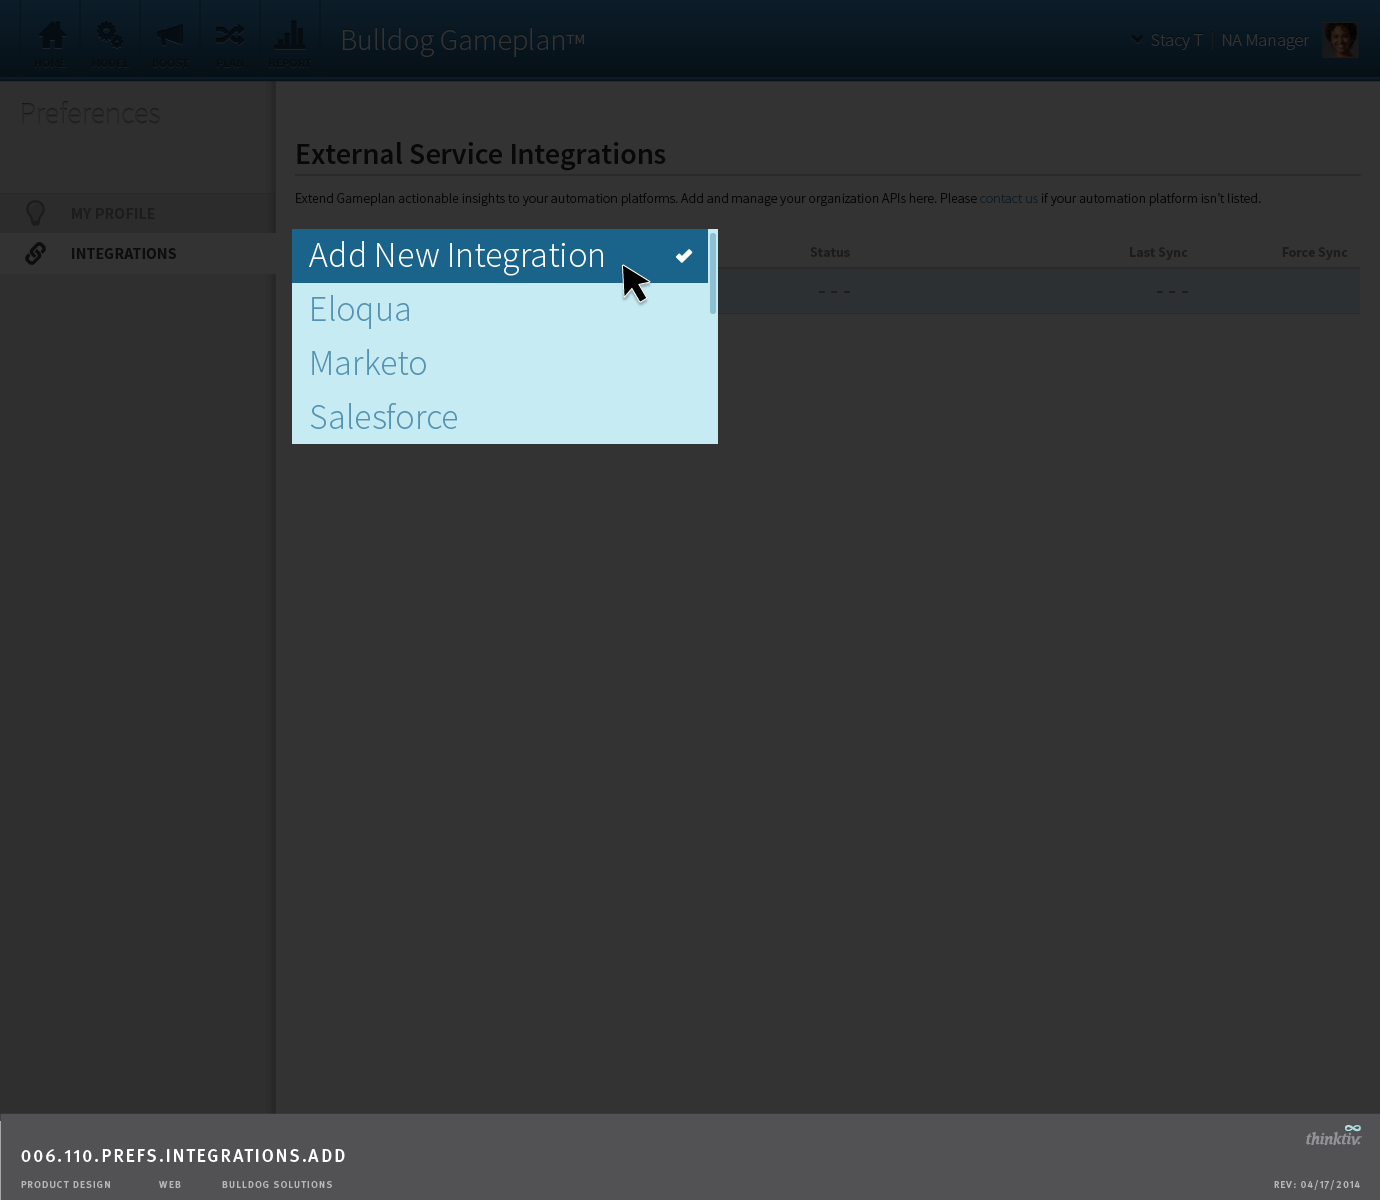 HOME MODEL BOOST PLAN REPORT
Bulldog Gameplan™
Stacy T | NA Manager
Preferences
MY PROFILE
INTEGRATIONS
External Service Integrations
Extend Gameplan actionable insights to your automation platforms. Add and manage your organization APIs here. Please contact us if your automation platform isn't listed.
Status Last Sync Force Sync
- - - - - -
Add New Integration
Eloqua
Marketo
Salesforce
thinktiv.
006.110.PREFS.INTEGRATIONS.ADD
PRODUCT DESIGN WEB BULLDOG SOLUTIONS REV: 04/17/2014